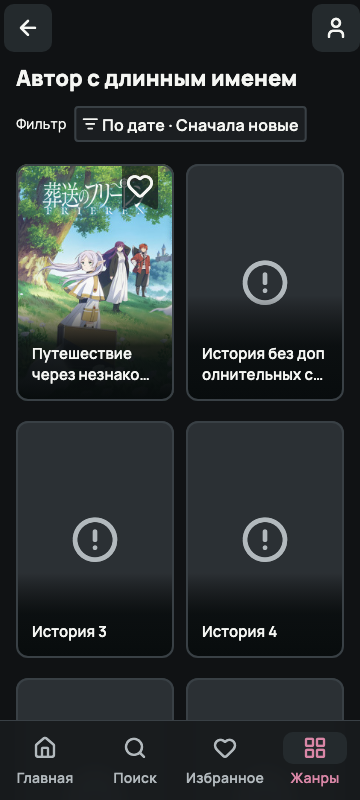 Автор с длинным именем
Фильтр
По дате · Сначала новые
葬送のフリーレン
FRIEREN
Путешествие
через незнако...
История без доп
олнительных с...
История 3
История 4
Главная
Поиск
Избранное
Жанры